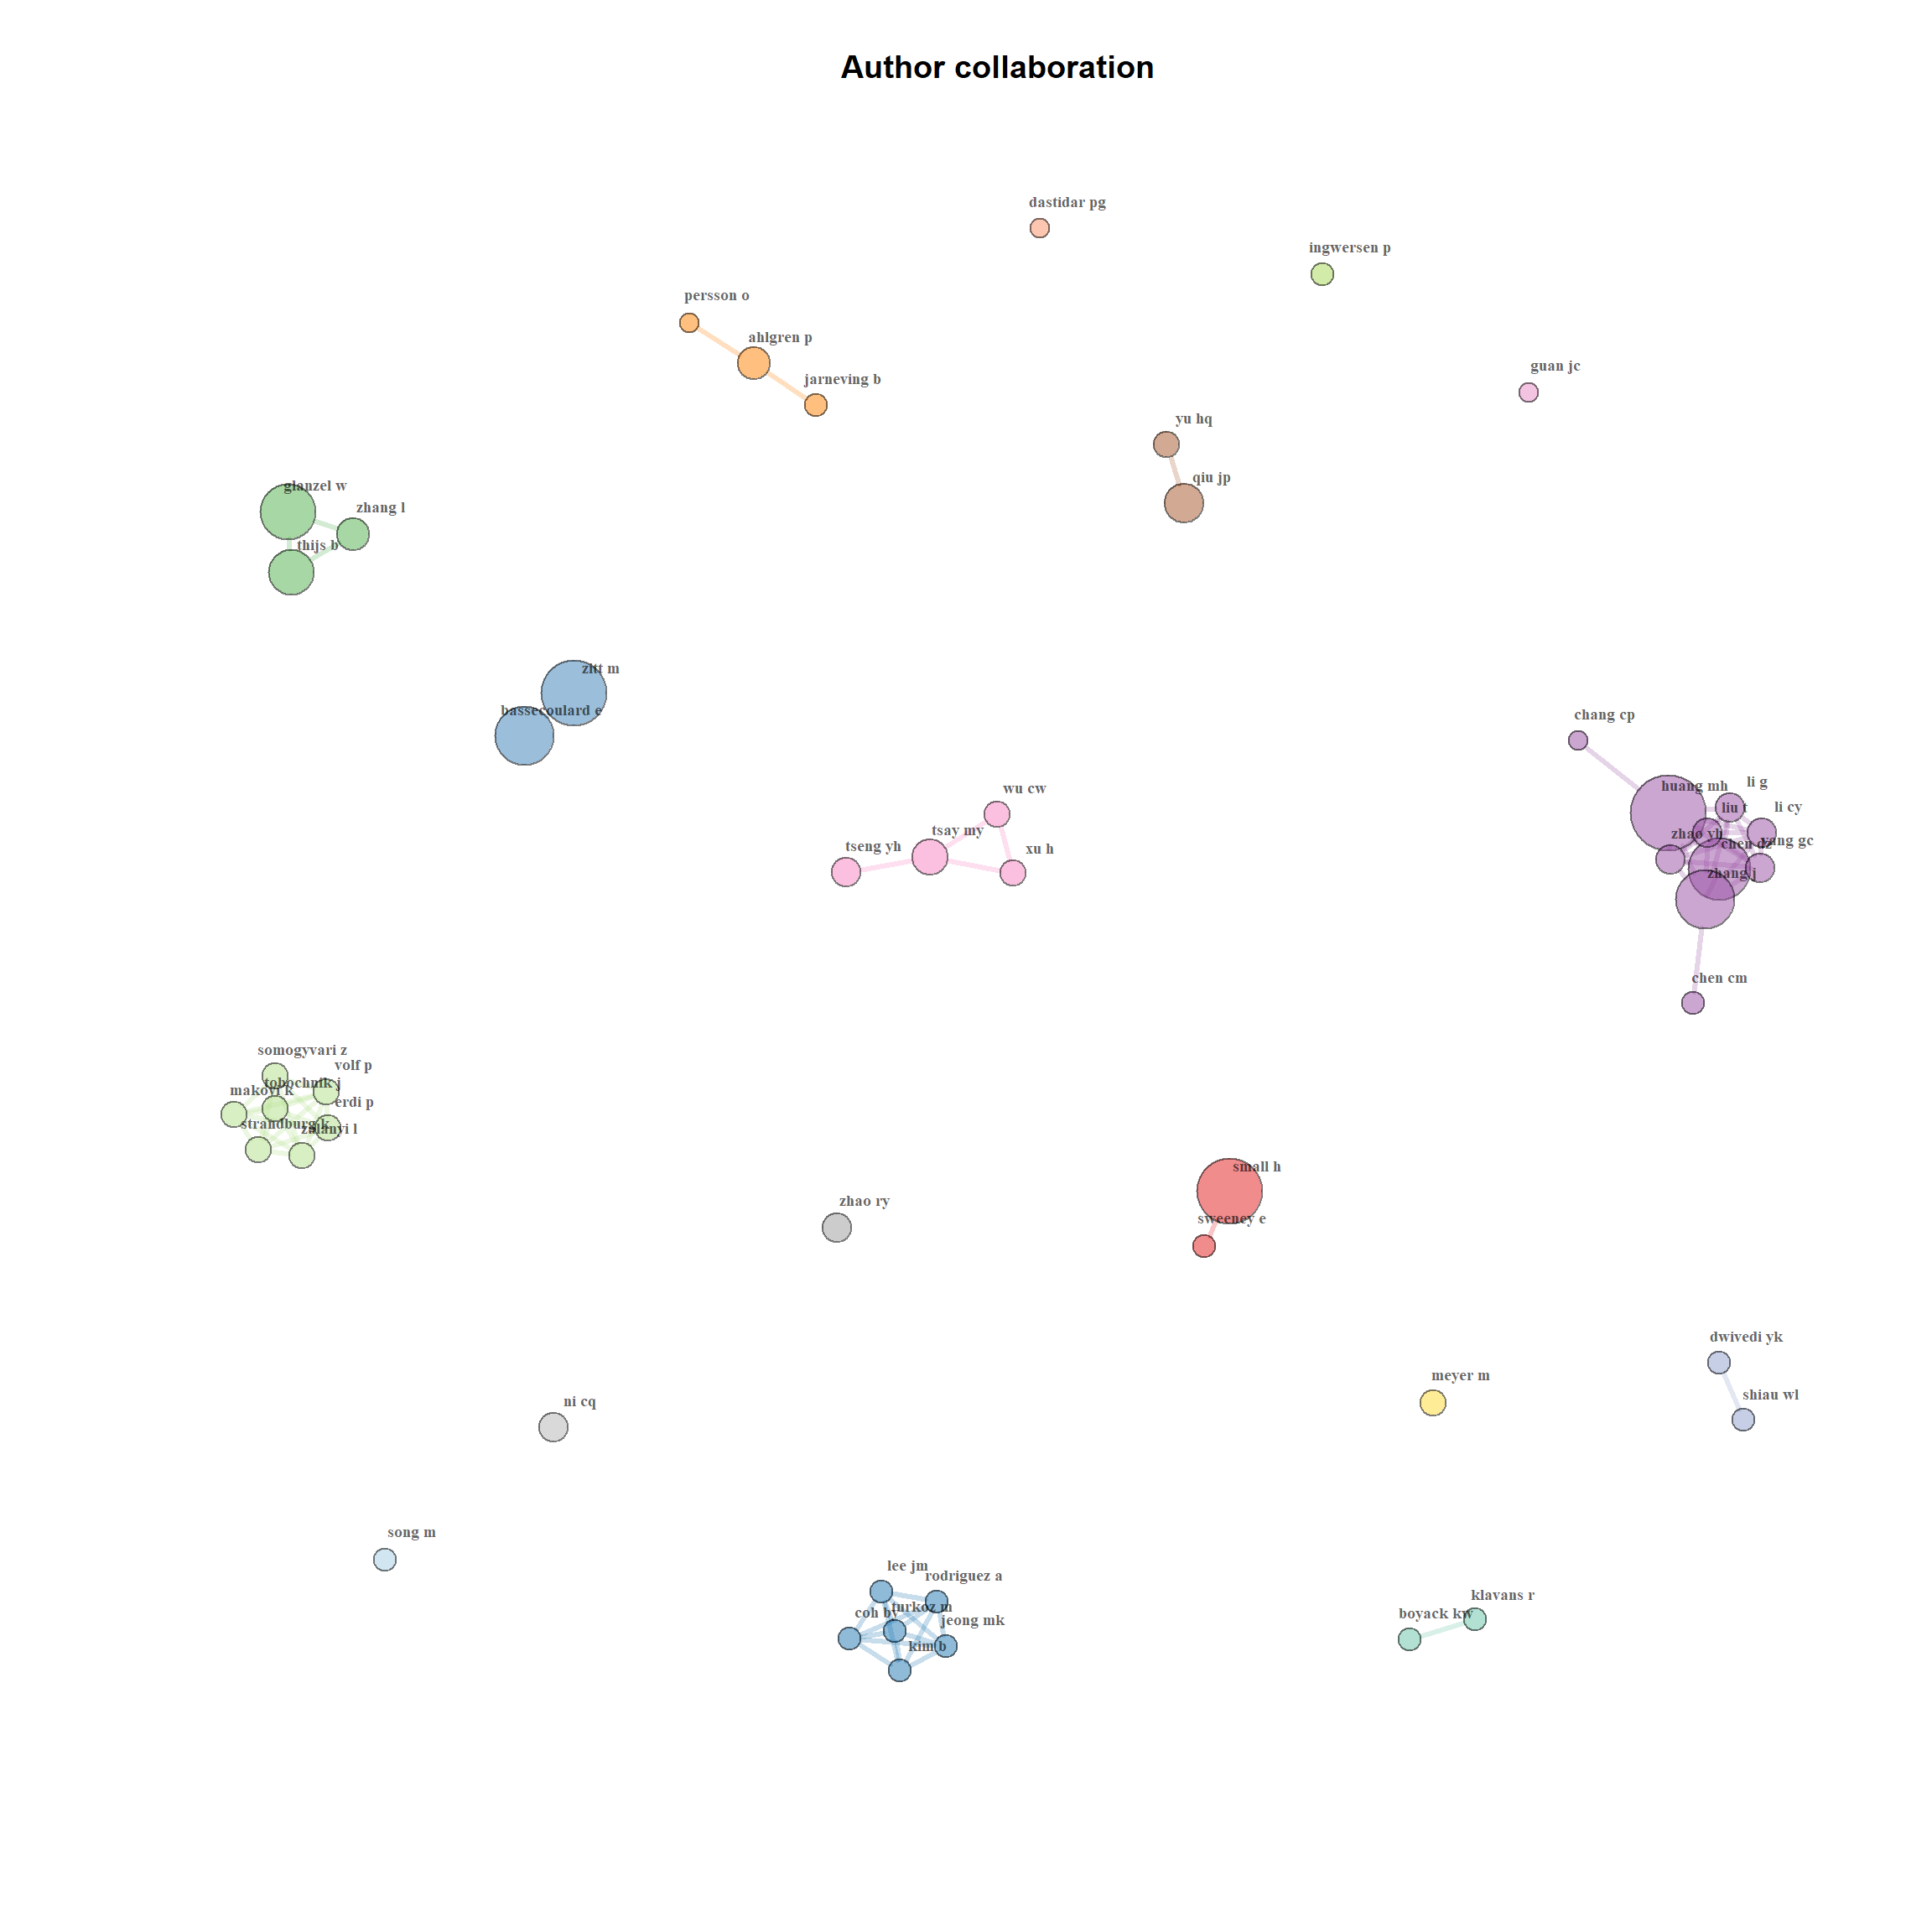 Author collaboration
dastidar pg
ingwersen p
persson o
ahlgren p
guan jc
jarneving b
yu hq
qiu jp
glanzel w
zhang l
thijs b
zitt m
bassecoulard e
chang cp
wu cw
huang mh
li g
liu t
li cy
tsay my
zhao yh
chen dz
yang gc
tseng yh
xu h
zhang j
chen cm
somogyvari z
volf p
tobochnik j
makovi k
erdi p
strandburg k
zalanyi l
small h
zhao ry
sweeney e
dwivedi yk
meyer m
shiau wl
ni cq
song m
lee jm
rodriguez a
turkoz m
coh by
jeong mk
kim b
klavans r
boyack kw